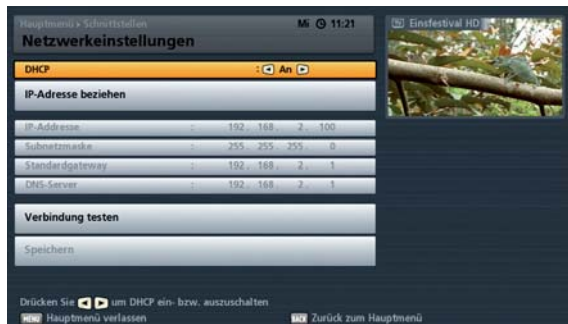 Hauptmenü ▸ Schnittstellen
Mi 11:21
Netzwerkeinstellungen
TV Einsfestival HD
DHCP : ◀ An ▶
IP-Adresse beziehen
IP-Addresse : 192. 168. 2. 100
Subnetzmaske : 255. 255. 255. 0
Standardgateway : 192. 168. 2. 1
DNS-Server : 192. 168. 2. 1
Verbindung testen
Speichern
Drücken Sie ◀ ▶ um DHCP ein- bzw. auszuschalten
MENU Hauptmenü verlassen
BACK Zurück zum Hauptmenü